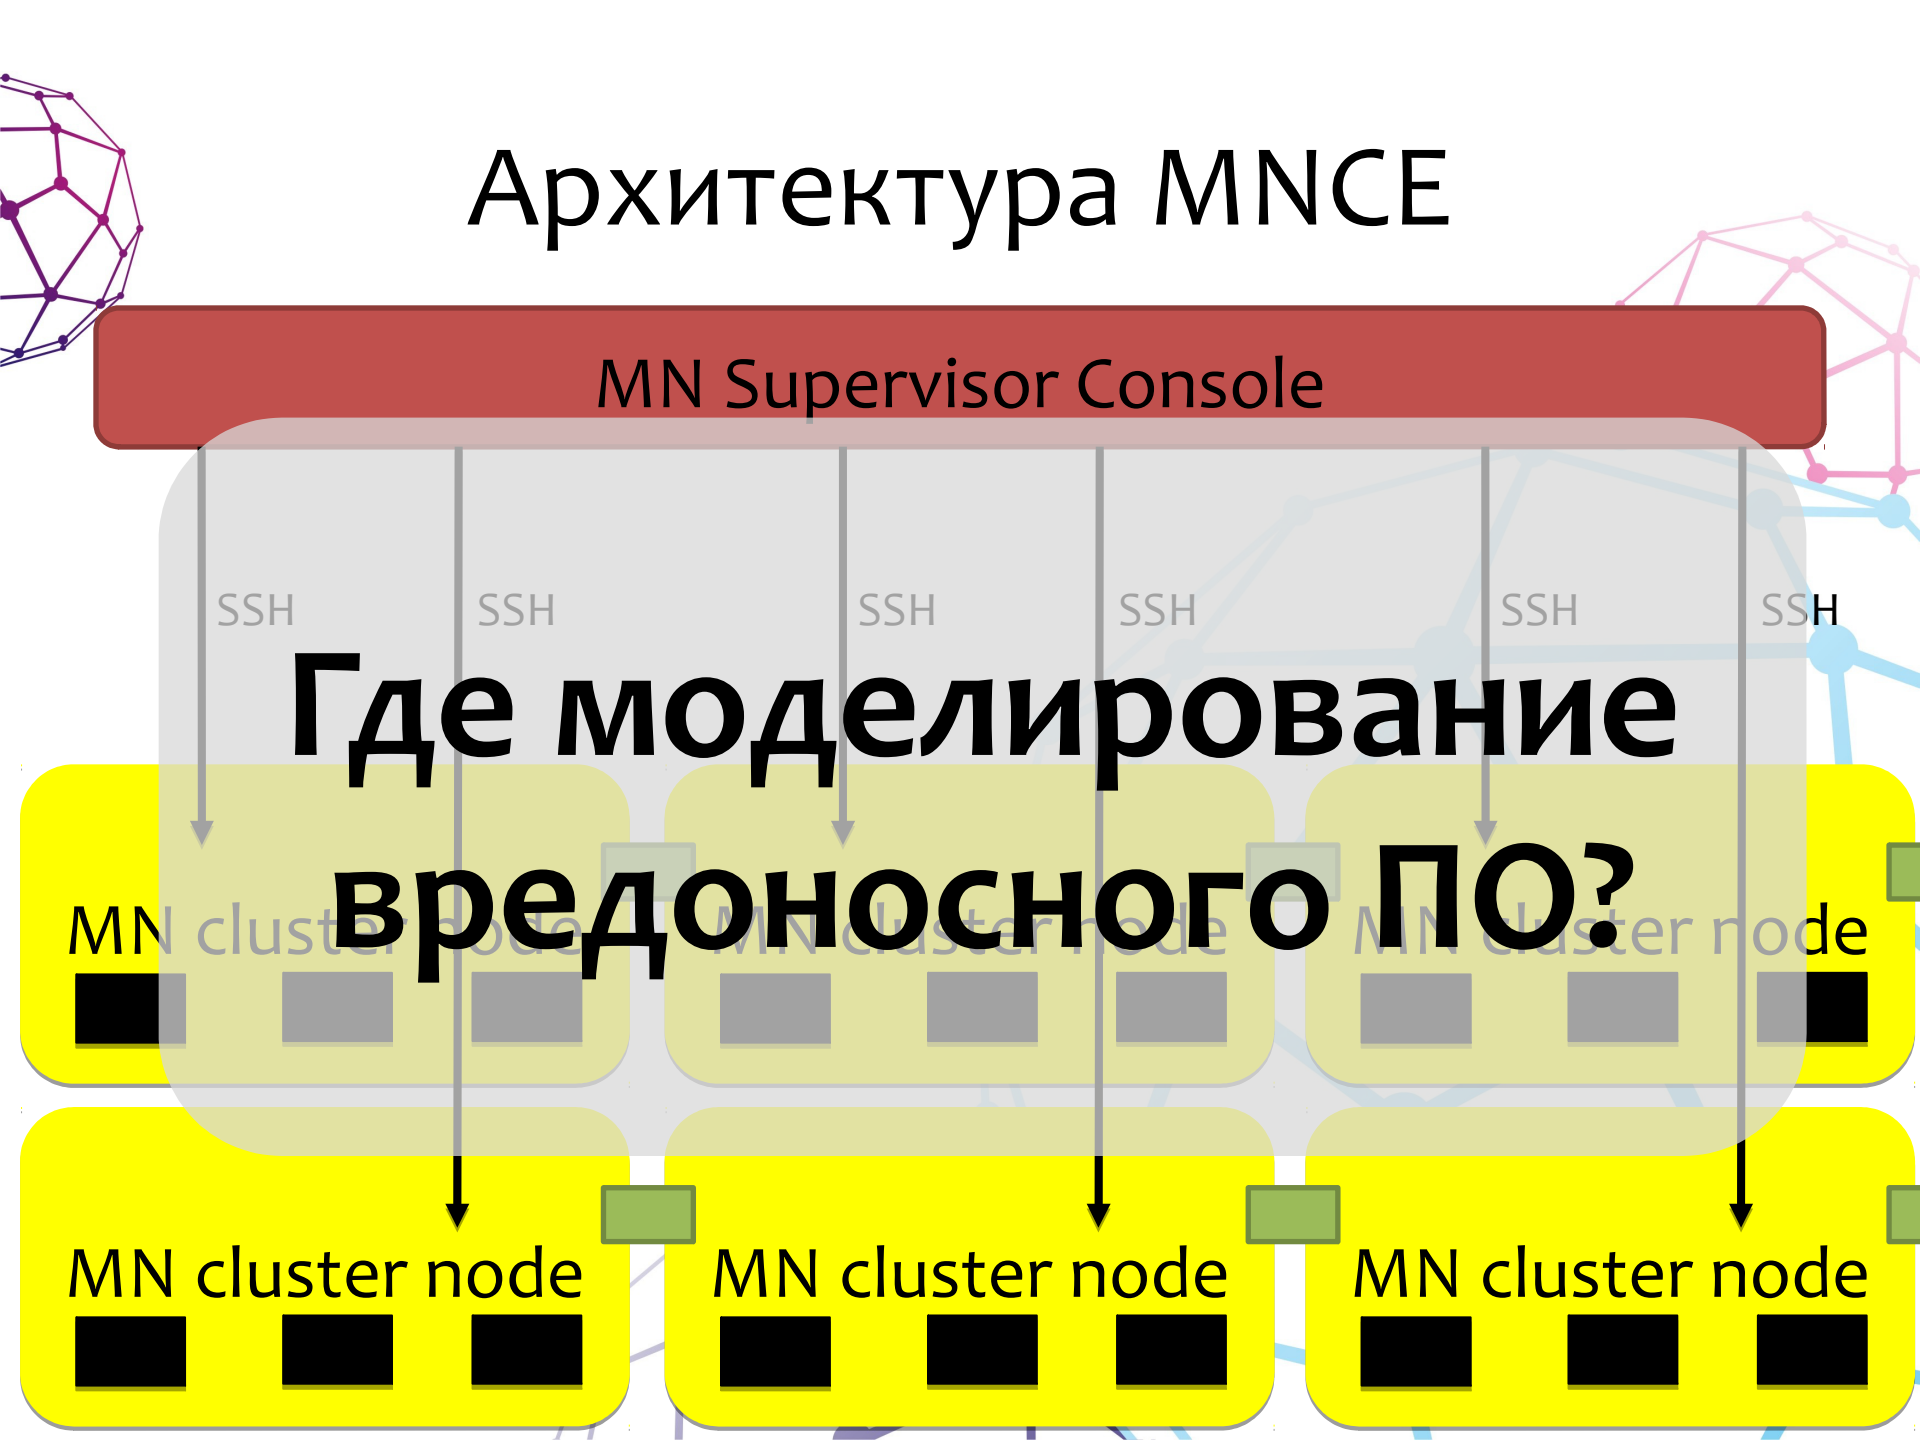 Архитектура MNCE
MN Supervisor Console
SSH SSH SSH SSH SSH SSH
Где моделирование
вредоносного ПО?
MN cluster node MN cluster node MN cluster node
MN cluster node MN cluster node MN cluster node